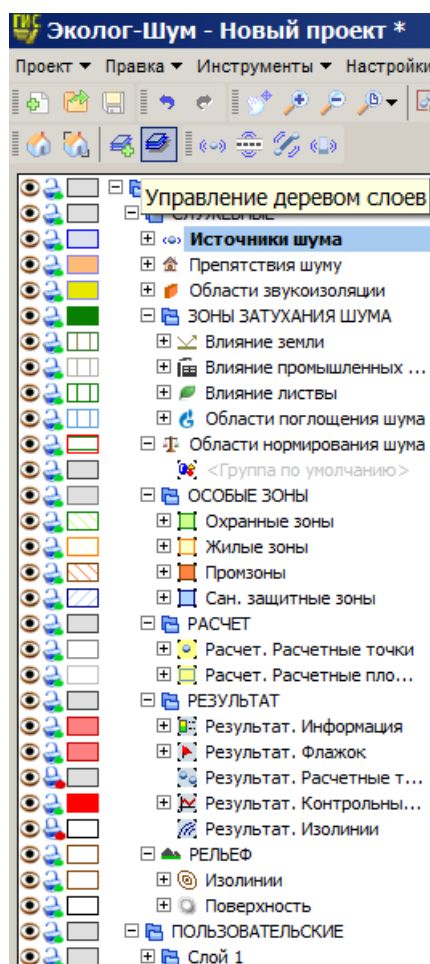 ГИС Эколог-Шум - Новый проект *
Проект Правка Инструменты Настройки
Управление деревом слоев
СЛУЖЕБНЫЕ
Источники шума
Препятствия шуму
Области звукоизоляции
ЗОНЫ ЗАТУХАНИЯ ШУМА
Влияние земли
Влияние промышленных ...
Влияние листвы
Области поглощения шума
Области нормирования шума
<Группа по умолчанию>
ОСОБЫЕ ЗОНЫ
Охранные зоны
Жилые зоны
Промзоны
Сан. защитные зоны
РАСЧЕТ
Расчет. Расчетные точки
Расчет. Расчетные пло...
РЕЗУЛЬТАТ
Результат. Информация
Результат. Флажок
Результат. Расчетные т...
Результат. Контрольны...
Результат. Изолинии
РЕЛЬЕФ
Изолинии
Поверхность
ПОЛЬЗОВАТЕЛЬСКИЕ
Слой 1